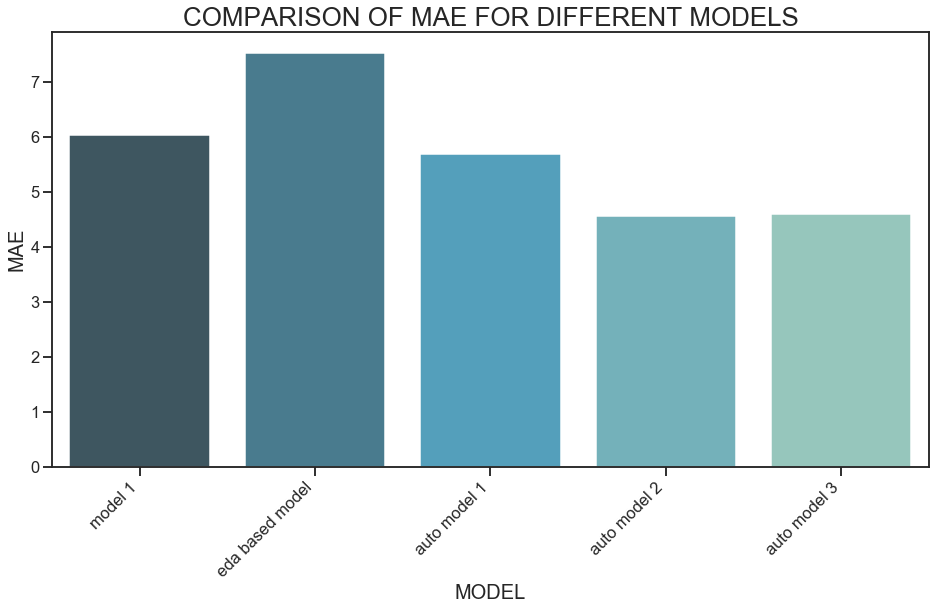 COMPARISON OF MAE FOR DIFFERENT MODELS
MAE
7
6
5
4
3
2
1
0
model 1
eda based model
auto model 1
auto model 2
auto model 3
MODEL